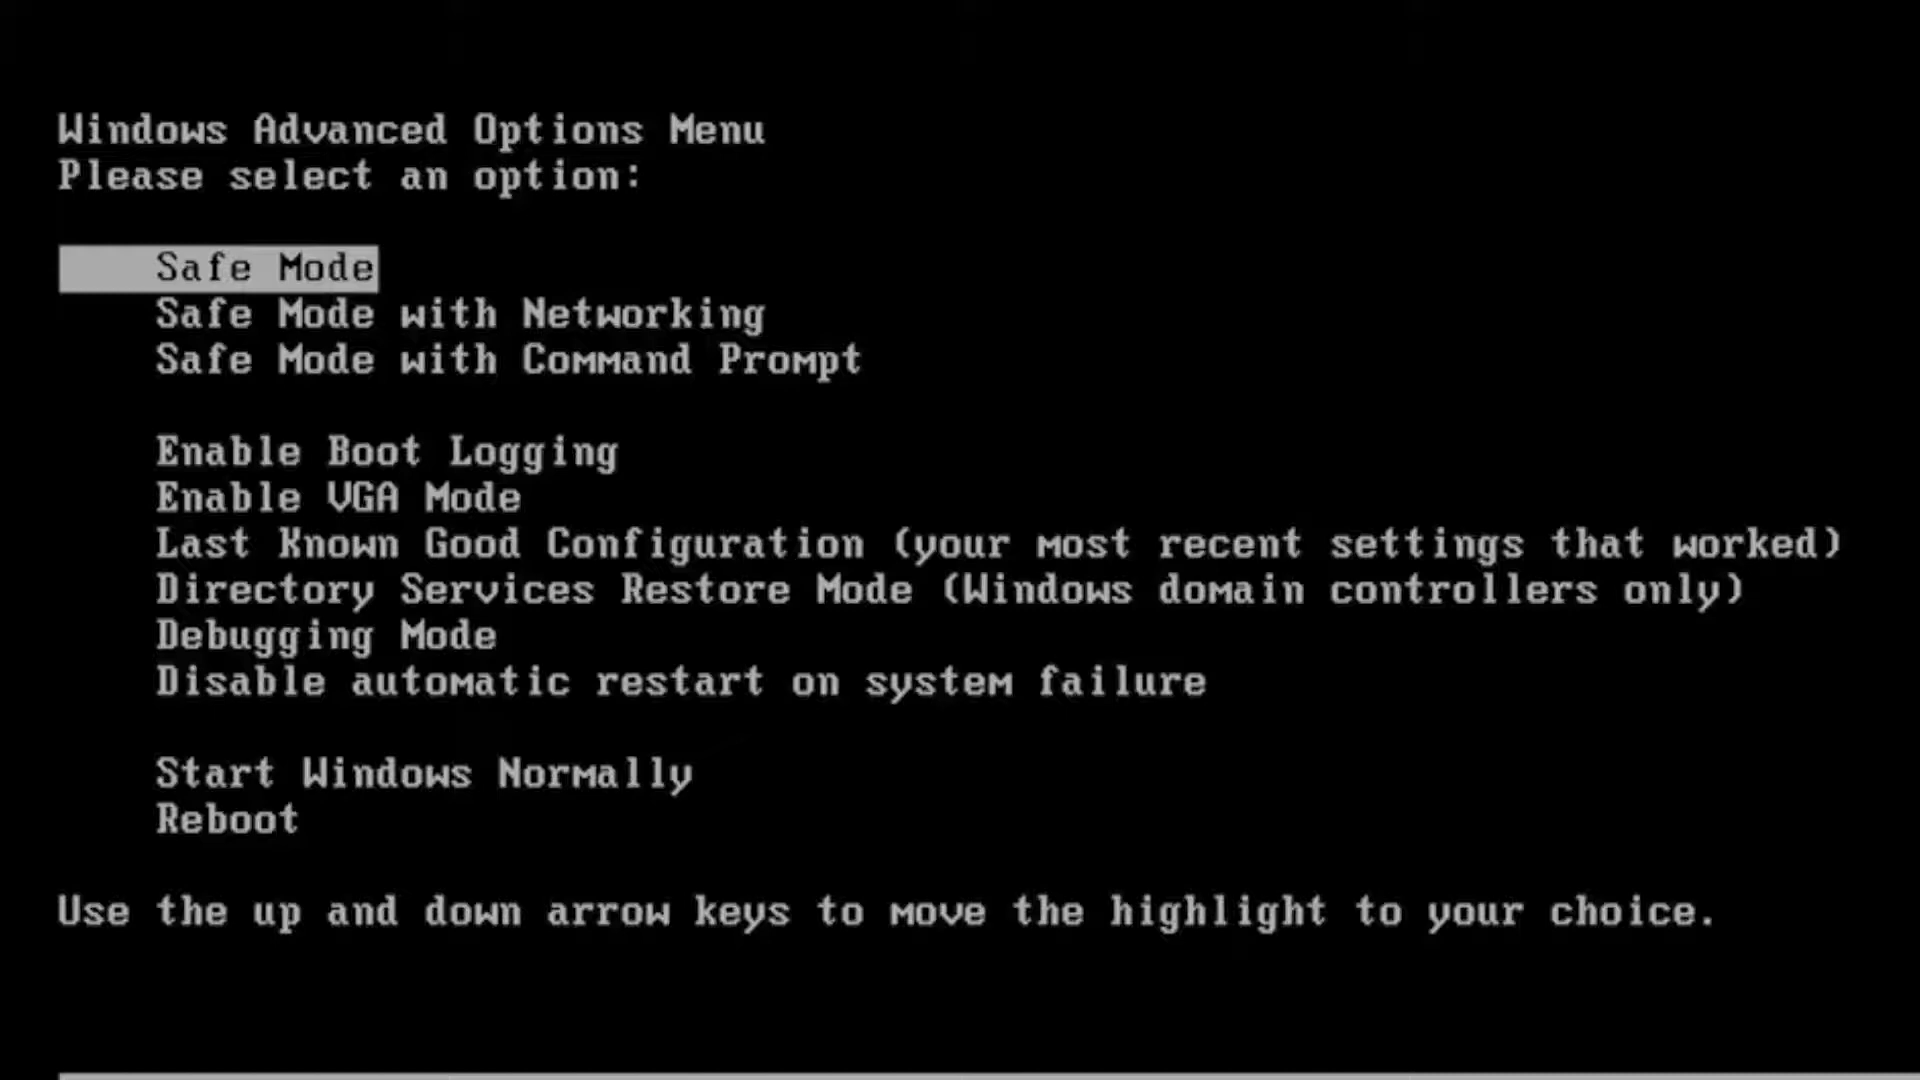 Windows Advanced Options Menu
Please select an option:
Safe Mode
Safe Mode with Networking
Safe Mode with Command Prompt
Enable Boot Logging
Enable VGA Mode
Last Known Good Configuration (your most recent settings that worked)
Directory Services Restore Mode (Windows domain controllers only)
Debugging Mode
Disable automatic restart on system failure
Start Windows Normally
Reboot
Use the up and down arrow keys to move the highlight to your choice.